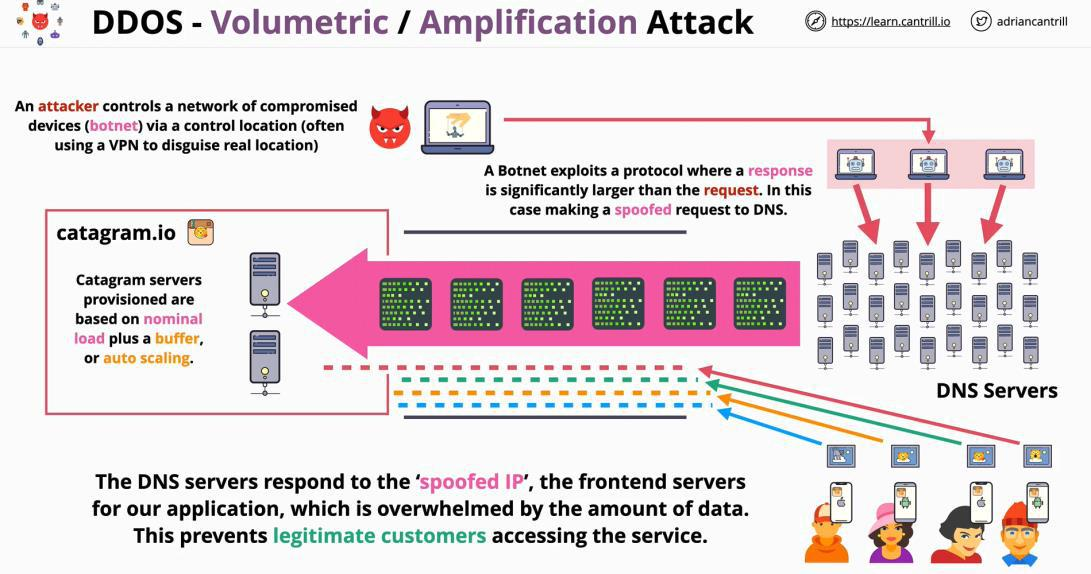 DDOS - Volumetric / Amplification Attack
https://learn.cantrill.io
adriancantrill
An attacker controls a network of compromised
devices (botnet) via a control location (often
using a VPN to disguise real location)
A Botnet exploits a protocol where a response
is significantly larger than the request. In this
case making a spoofed request to DNS.
catagram.io
Catagram servers
provisioned are
based on nominal
load plus a buffer,
or auto scaling.
DNS Servers
The DNS servers respond to the ‘spoofed IP’, the frontend servers
for our application, which is overwhelmed by the amount of data.
This prevents legitimate customers accessing the service.